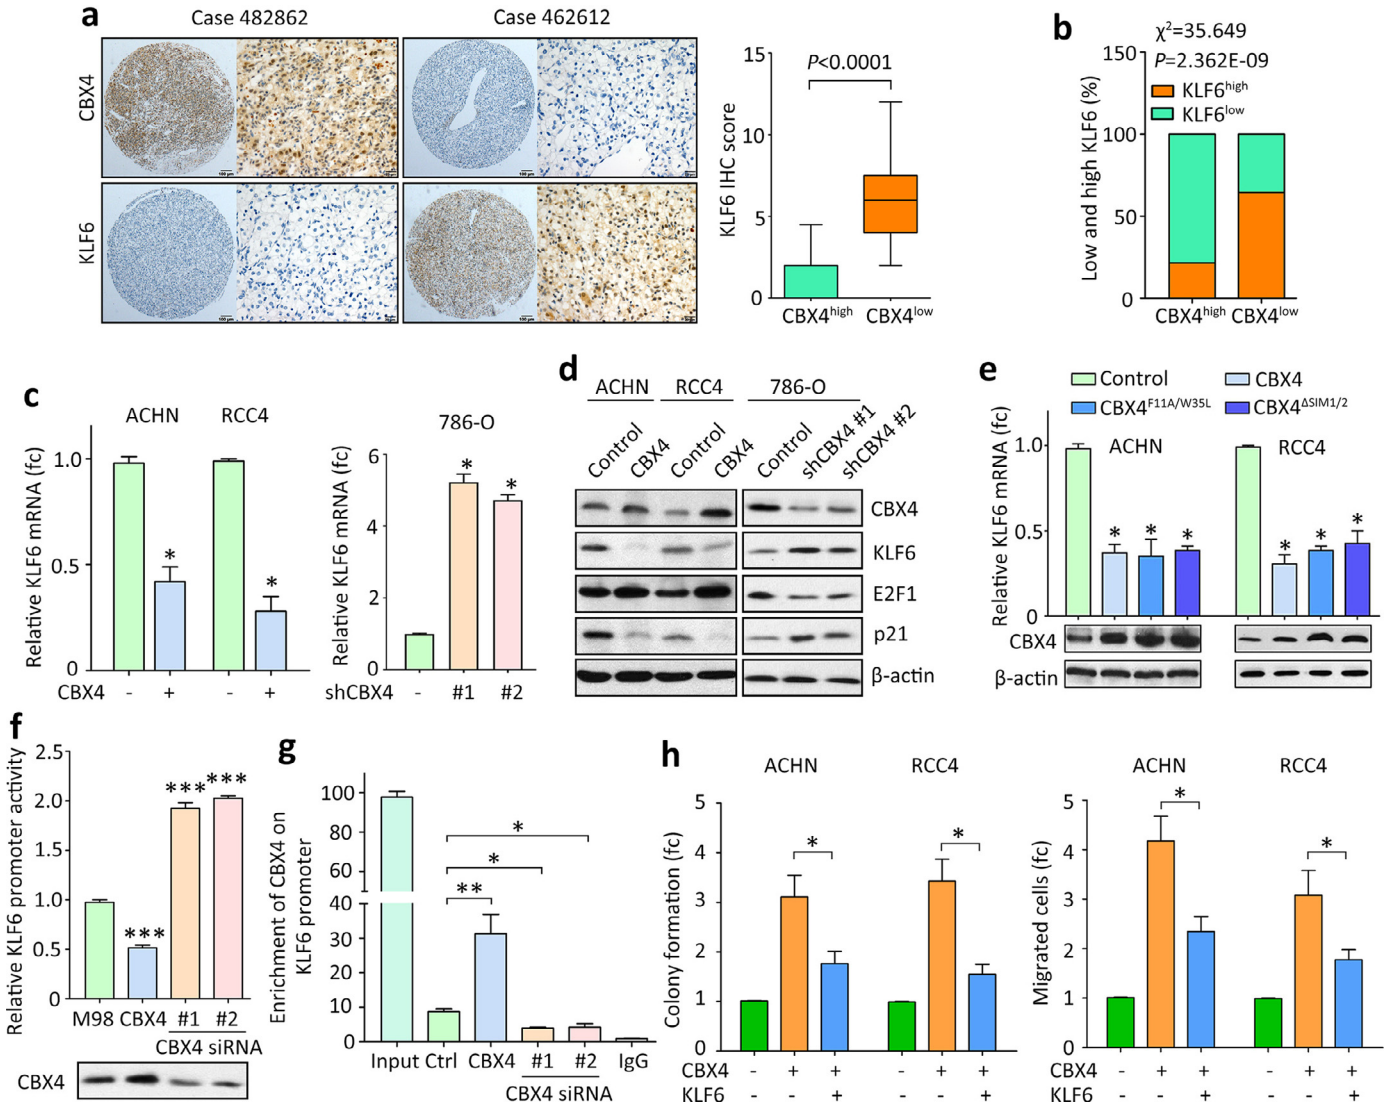 a
Case 482862
Case 462612
CBX4
KLF6
KLF6 IHC score
15
10
5
0
P<0.0001
CBX4high
CBX4low
b
χ2=35.649
P=2.362E-09
KLF6high
KLF6low
Low and high KLF6 (%)
100
50
0
CBX4high CBX4low
c
ACHN RCC4
Relative KLF6 mRNA (fc)
1.0
0.5
0
*
*
CBX4 - + - +
786-O
Relative KLF6 mRNA (fc)
6
4
2
0
*
*
shCBX4 - #1 #2
d
ACHN RCC4 786-O
Control CBX4 Control CBX4 Control shCBX4 #1 shCBX4 #2
CBX4
KLF6
E2F1
p21
β-actin
e
Control CBX4
CBX4F11A/W35L CBX4ΔSIM1/2
Relative KLF6 mRNA (fc)
1.0
0.5
0
ACHN RCC4
* * * * * *
CBX4
β-actin
f
Relative KLF6 promoter activity
2.5
2.0
1.5
1.0
0.5
0
*** *** ***
M98 CBX4 #1 #2
CBX4 siRNA
CBX4
g
Enrichment of CBX4 on
KLF6 promoter
100
80
60
40
30
20
10
0
*
*
**
Input Ctrl CBX4 #1 #2 IgG
CBX4 siRNA
h
ACHN RCC4
Colony formation (fc)
5
4
3
2
1
0
* *
CBX4 - + + - + +
KLF6 - - + - - +
ACHN RCC4
Migrated cells (fc)
5
4
3
2
1
0
* *
CBX4 - + + - + +
KLF6 - - + - - +